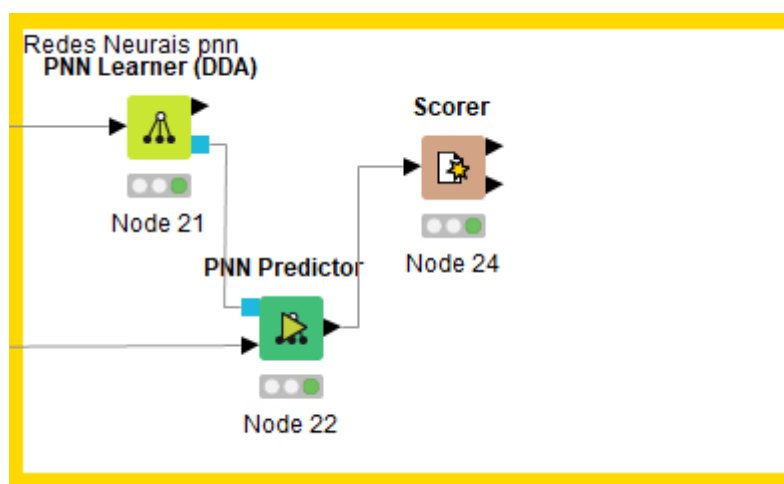 Redes Neurais pnn
PNN Learner (DDA)
Scorer
Node 21
PNN Predictor
Node 24
Node 22